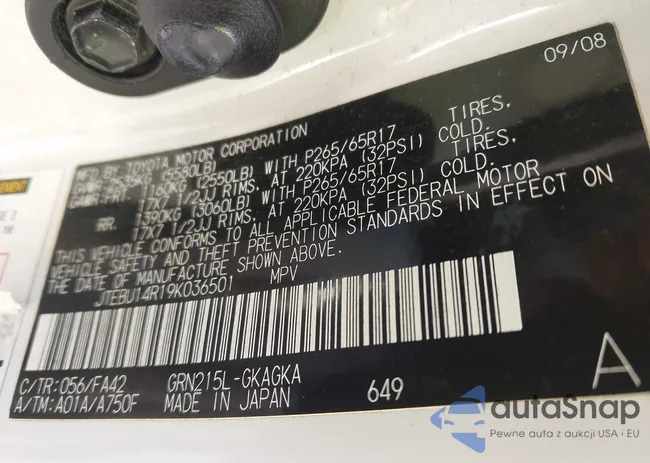 09/08
MFD. BY TOYOTA MOTOR CORPORATION
GVWR (5580LB)
GAWR FRT. 1160KG (2550LB) WITH P265/65R17 TIRES,
17X7 1/2JJ RIMS, AT 220KPA (32PSI) COLD.
RR. 1390KG (3060LB) WITH P265/65R17 TIRES,
17X7 1/2JJ RIMS, AT 220KPA (32PSI) COLD.
THIS VEHICLE CONFORMS TO ALL APPLICABLE FEDERAL MOTOR
VEHICLE SAFETY AND THEFT PREVENTION STANDARDS IN EFFECT ON
THE DATE OF MANUFACTURE SHOWN ABOVE.
JTEBU14R19K036501 MPV
C/TR:056/FA42 GRN215L-GKAGKA
A/TM:A01A/A750F MADE IN JAPAN 649 A
autaSnap
Pewne auta z aukcji USA i EU